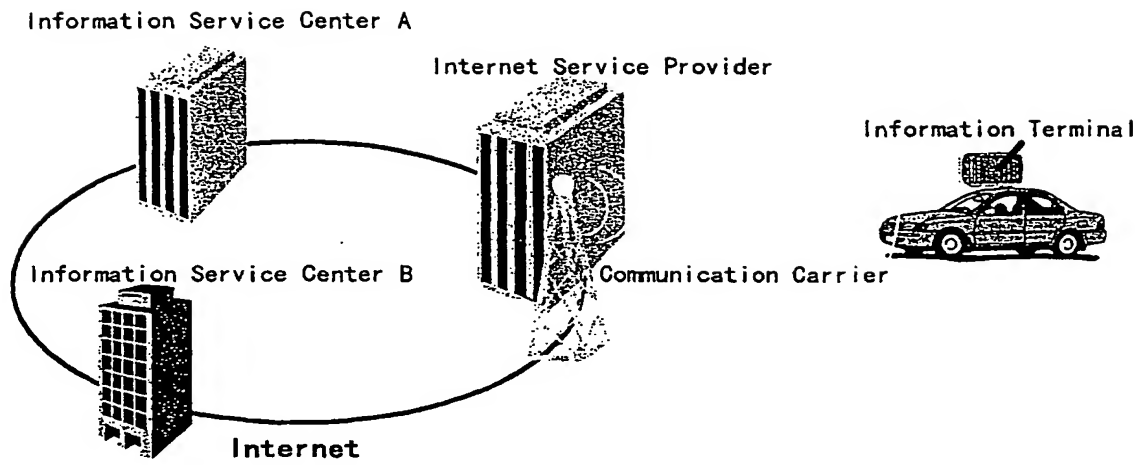 Information Service Center A
Internet Service Provider
Information Terminal
Information Service Center B
Communication Carrier
Internet